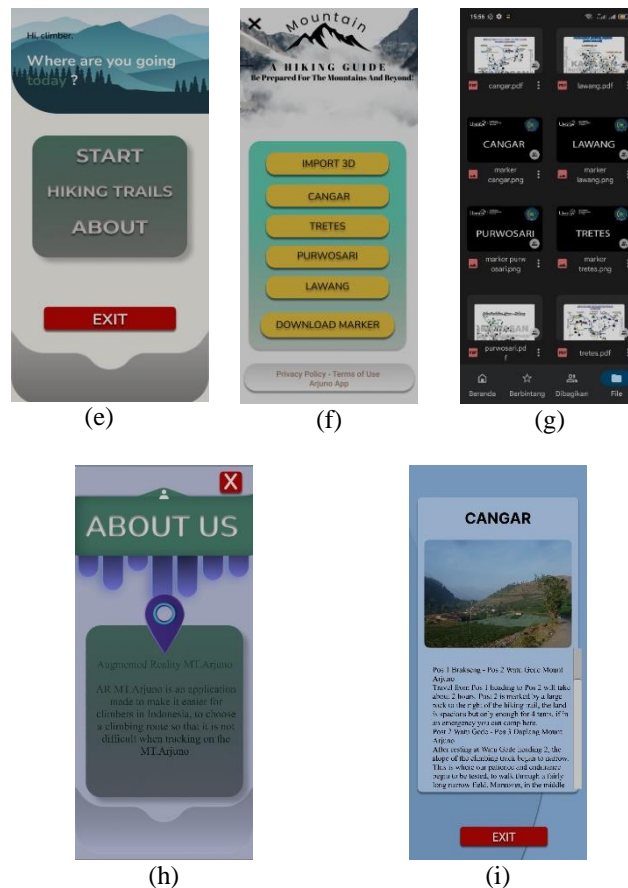 Hi, climber.
Where are you going
today ?
START
HIKING TRAILS
ABOUT
EXIT
(e)
Mountain
A HIKING GUIDE
Be Prepared For The Mountains And Beyond!
IMPORT 3D
CANGAR
TRETES
PURWOSARI
LAWANG
DOWNLOAD MARKER
Privacy Policy - Terms of Use
Arjuno App
(f)
15:56
cangar.pdf
lawang.pdf
CANGAR
LAWANG
marker
cangar.png
marker
lawang.png
PURWOSARI
TRETES
marker purw
osari.png
marker
tretes.png
purwosari.pd
f
tretes.pdf
Beranda
Berbintang
Dibagikan
File
(g)
X
ABOUT US
Augmented Reality MT.Arjuno
AR MT.Arjuno is an application
made to make it easier for
climbers in Indonesia, to choose
a climbing route so that it is not
difficult when tracking on the
MT.Arjuno
(h)
CANGAR
Pos 1 Brakseng - Pos 2 Watu Gede Mount
Arjuno
Travel from Pos 1 heading to Pos 2 will take
about 2 hours. Post 2 is marked by a large
rock to the right of the hiking trail, the land
is spacious but only enough for 4 tents, if in
an emergency you can camp here.
Post 2 Watu Gede - Pos 3 Duplang Mount
Arjuno
After resting at Watu Gede heading 2, the
slope of the climbing track began to narrow.
This is where our patience and endurance
begin to be tested, to walk through a fairly
long narrow field. Moreover, in the middle
EXIT
(i)